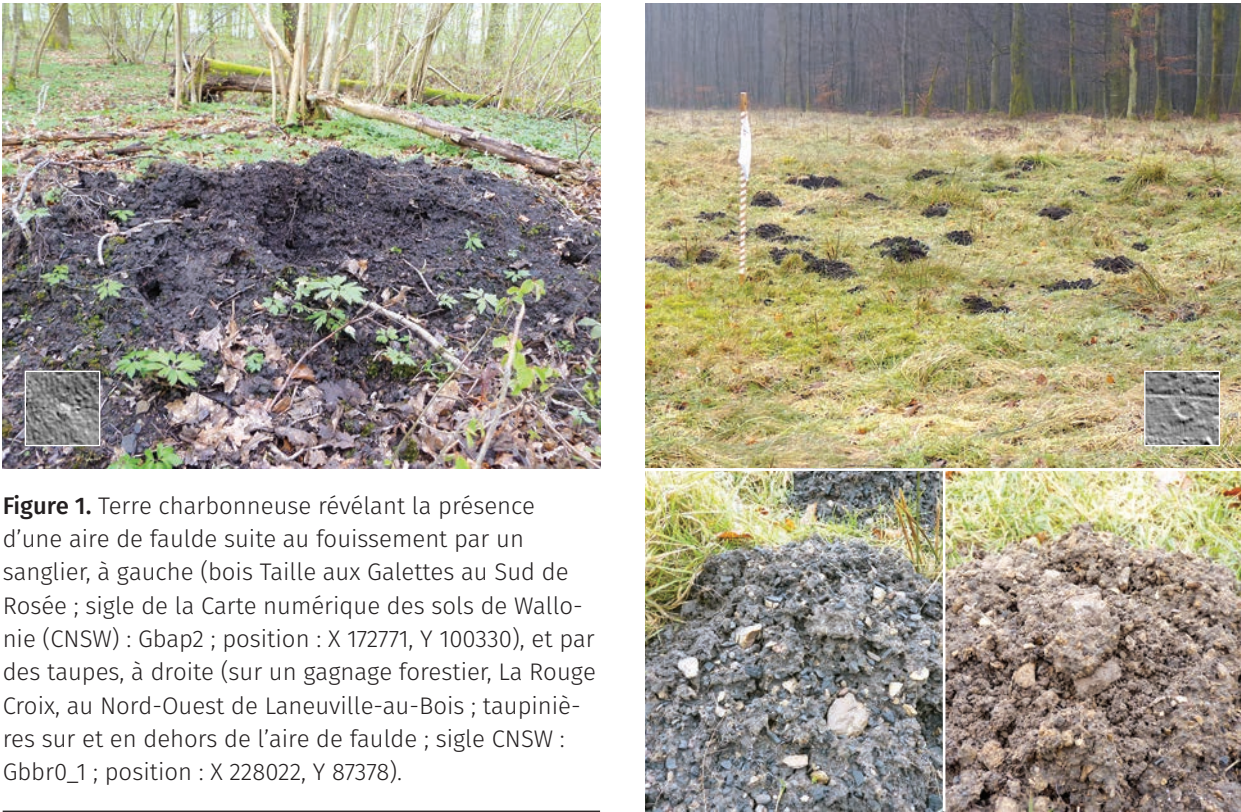 Figure 1. Terre charbonneuse révélant la présence
d’une aire de faulde suite au fouissement par un
sanglier, à gauche (bois Taille aux Galettes au Sud de
Rosée ; sigle de la Carte numérique des sols de Wallo-
nie (CNSW) : Gbap2 ; position : X 172771, Y 100330), et par
des taupes, à droite (sur un gagnage forestier, La Rouge
Croix, au Nord-Ouest de Laneuville-au-Bois ; taupiniè-
res sur et en dehors de l’aire de faulde ; sigle CNSW :
Gbbr0_1 ; position : X 228022, Y 87378).